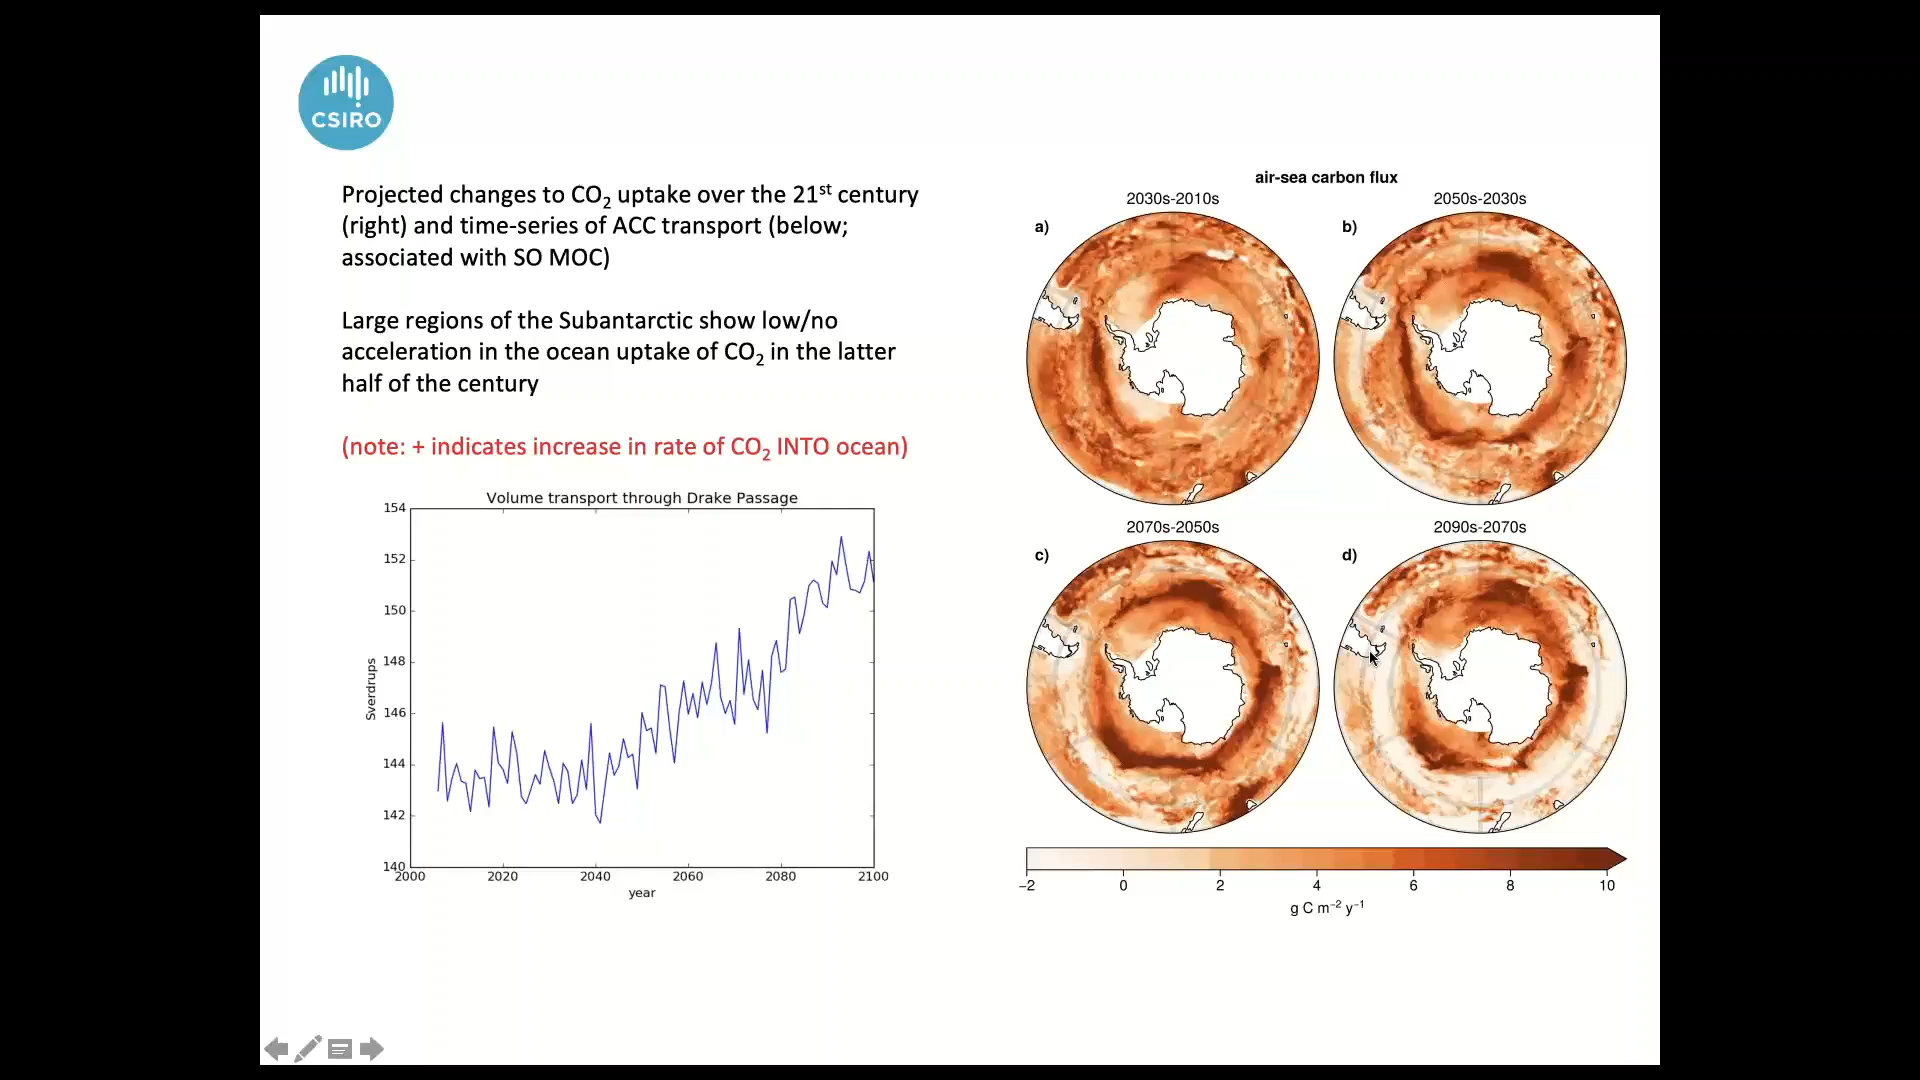 CSIRO
Projected changes to CO₂ uptake over the 21ˢᵗ century
(right) and time-series of ACC transport (below;
associated with SO MOC)
Large regions of the Subantarctic show low/no
acceleration in the ocean uptake of CO₂ in the latter
half of the century
(note: + indicates increase in rate of CO₂ INTO ocean)
Volume transport through Drake Passage
154
152
150
148
146
144
142
140
Sverdrups
2000 2020 2040 2060 2080 2100
year
air-sea carbon flux
2030s-2010s 2050s-2030s
a) b)
2070s-2050s 2090s-2070s
c) d)
−2 0 2 4 6 8 10
g C m⁻² y⁻¹